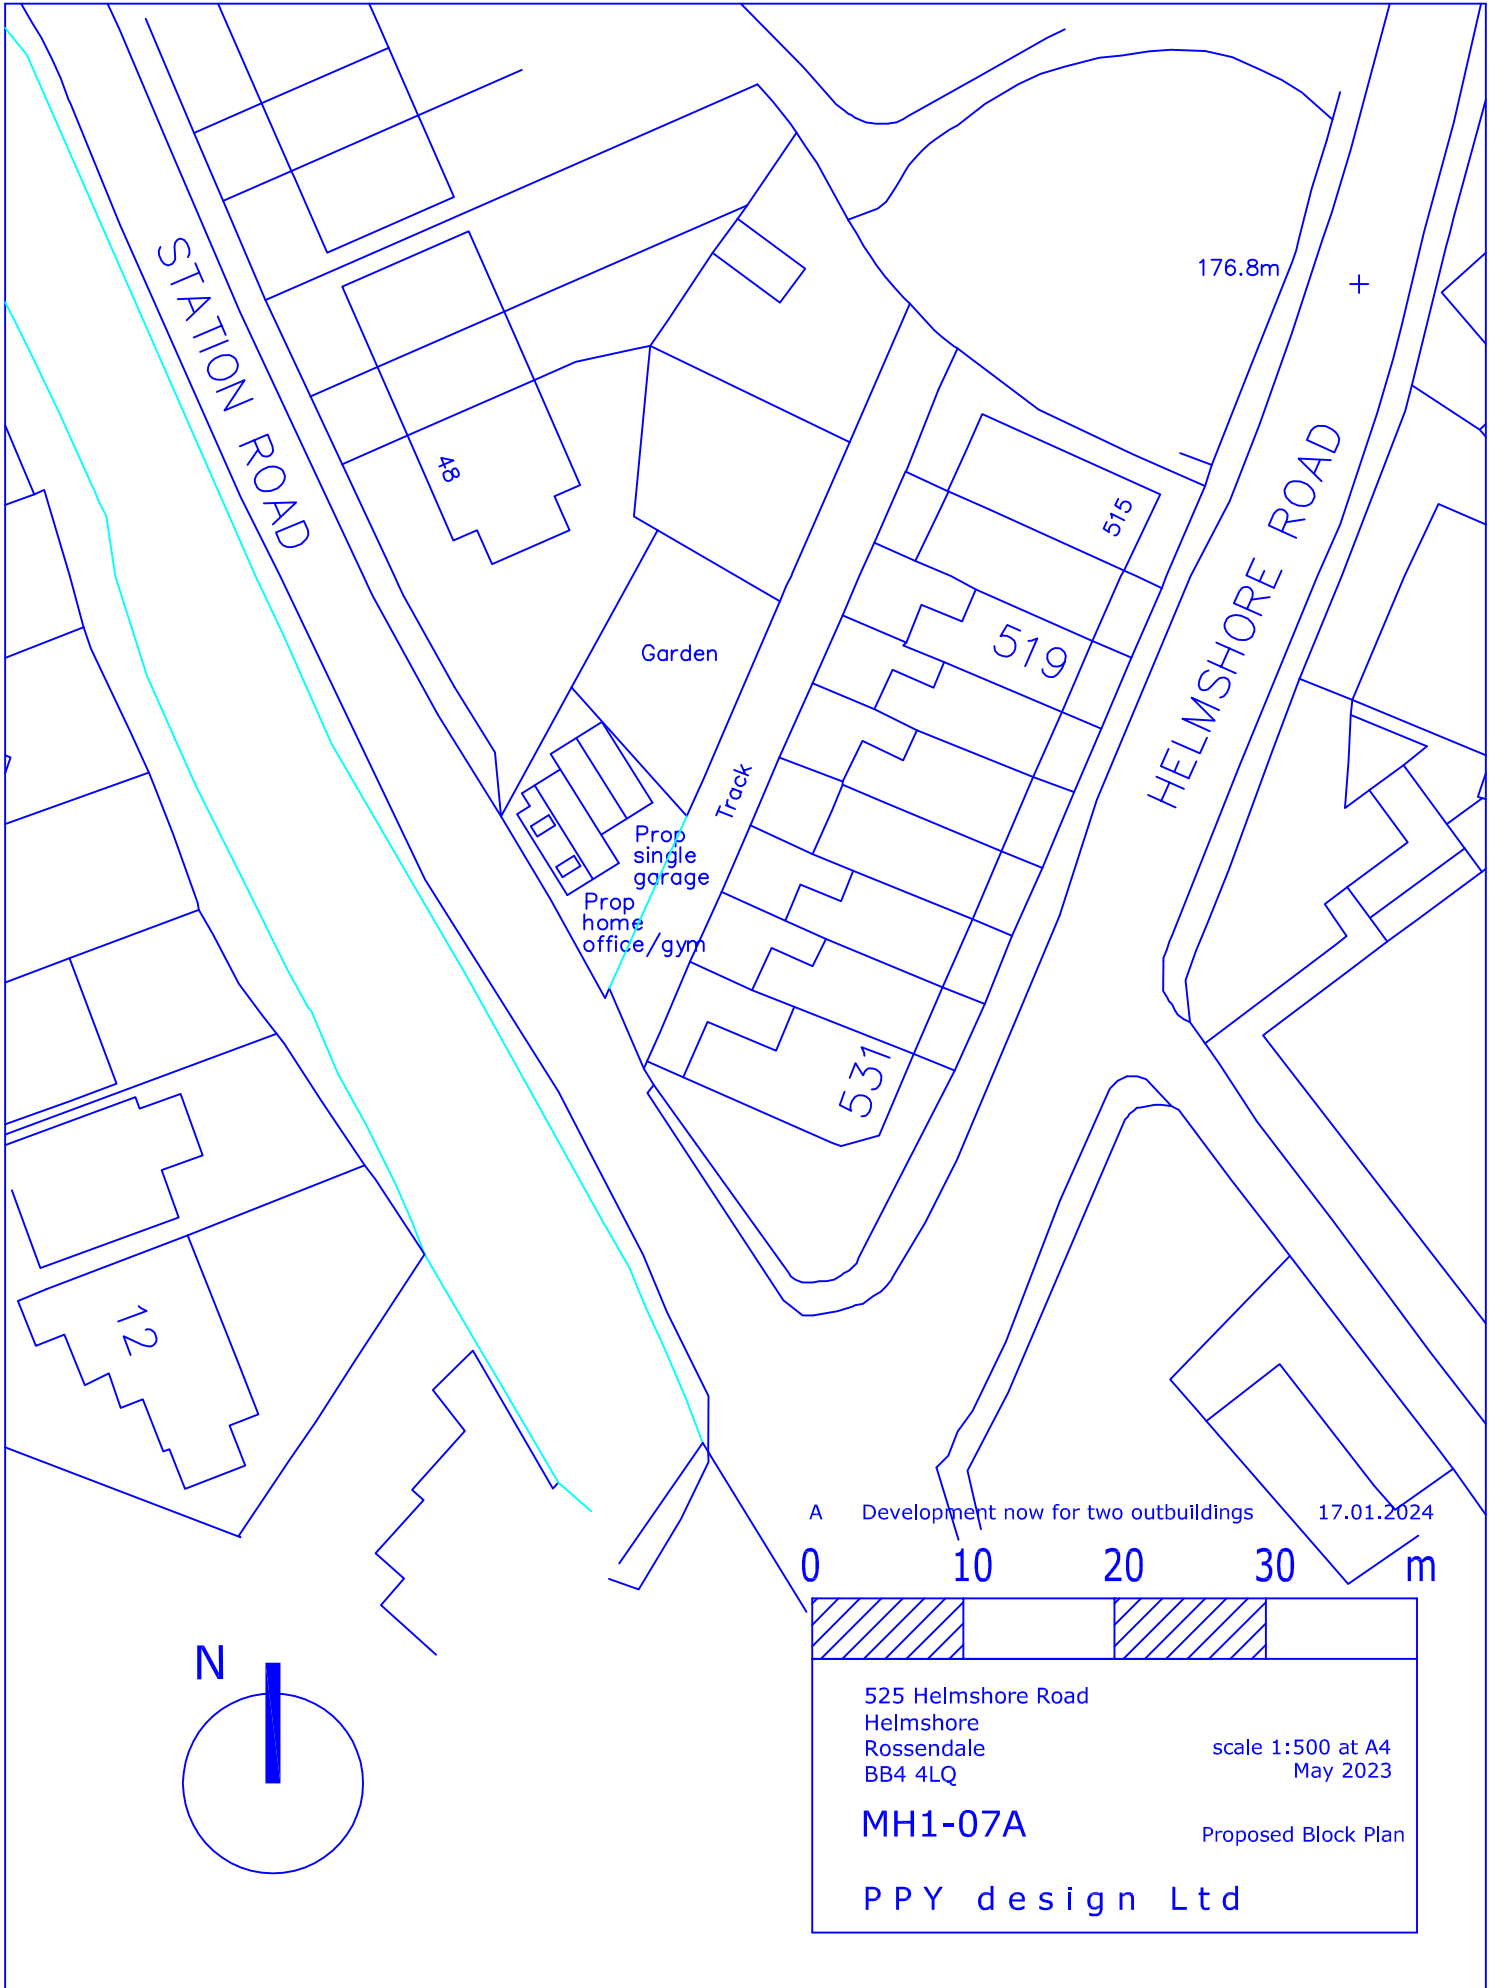 STATION ROAD
176.8m
48
515
HELMSHORE ROAD
519
Garden
Track
Prop
single
garage
Prop
home
office/gym
531
12
A Development now for two outbuildings 17.01.2024
0 10 20 30 m
N
525 Helmshore Road
Helmshore
Rossendale
BB4 4LQ
scale 1:500 at A4
May 2023
MH1-07A
Proposed Block Plan
PPY design Ltd